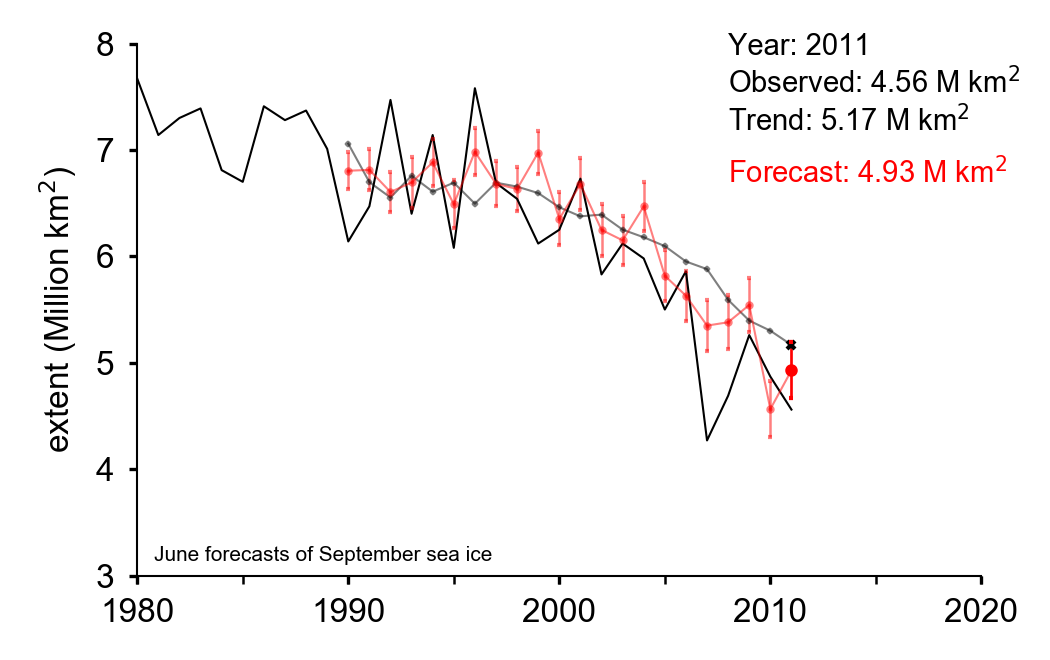 Year: 2011
Observed: 4.56 M km²
Trend: 5.17 M km²
Forecast: 4.93 M km²
8
7
6
5
4
3
extent (Million km²)
June forecasts of September sea ice
1980 1990 2000 2010 2020